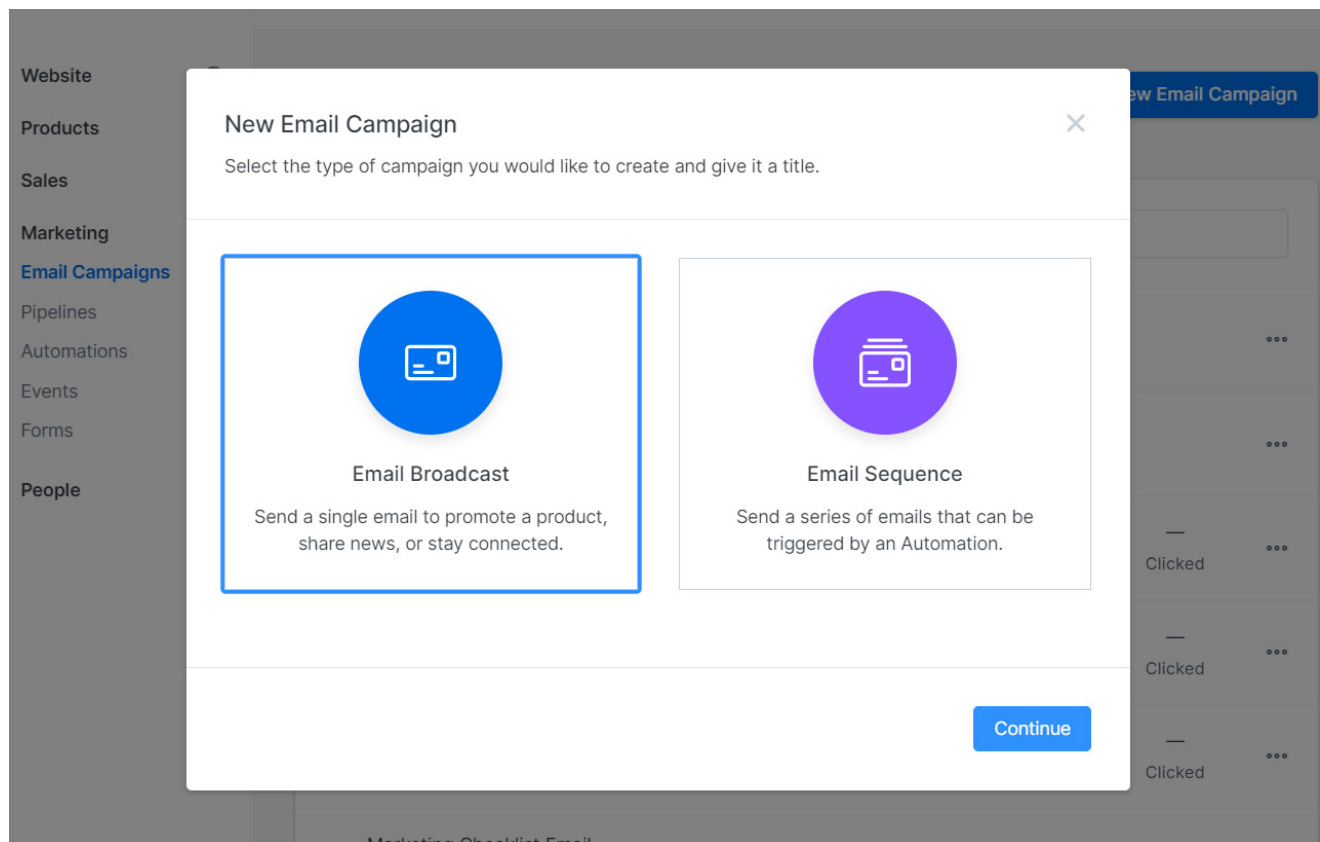 Website
Products
Sales
Marketing
Email Campaigns
Pipelines
Automations
Events
Forms
People
Email Campaign
New Email Campaign
Select the type of campaign you would like to create and give it a title.
Email Broadcast
Send a single email to promote a product,
share news, or stay connected.
Email Sequence
Send a series of emails that can be
triggered by an Automation.
Continue
—
Clicked
—
Clicked
—
Clicked
Marketing Checklist Email